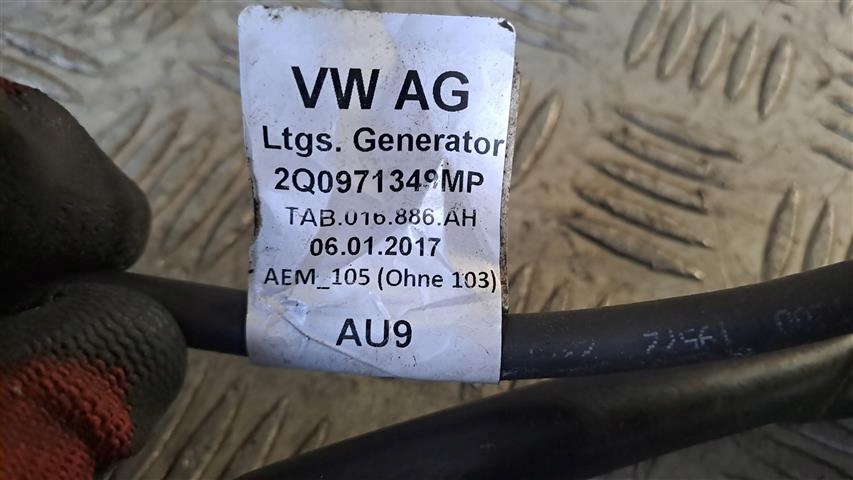 VW AG
Ltgs. Generator
2Q0971349MP
TAB.016.886.AH
06.01.2017
AEM_105 (Ohne 103)
AU9